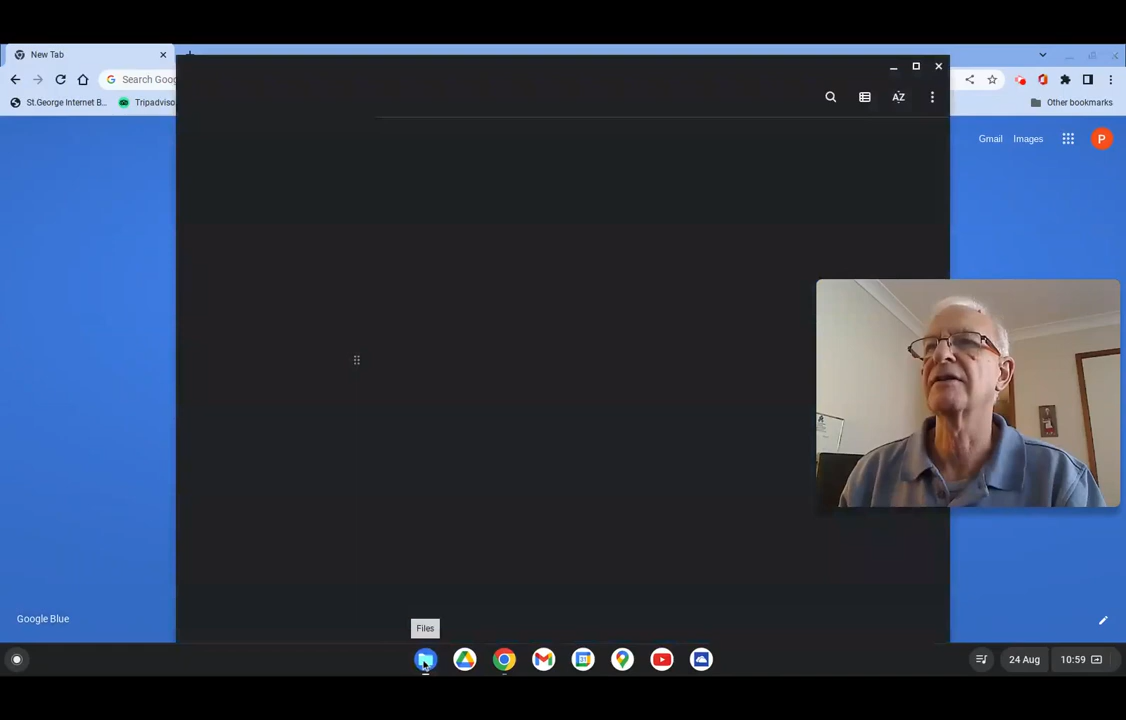 New Tab
Search Goog
St.George Internet B...
Tripadviso
Other bookmarks
Gmail
Images
AZ
P
Google Blue
Files
31
24 Aug
10:59